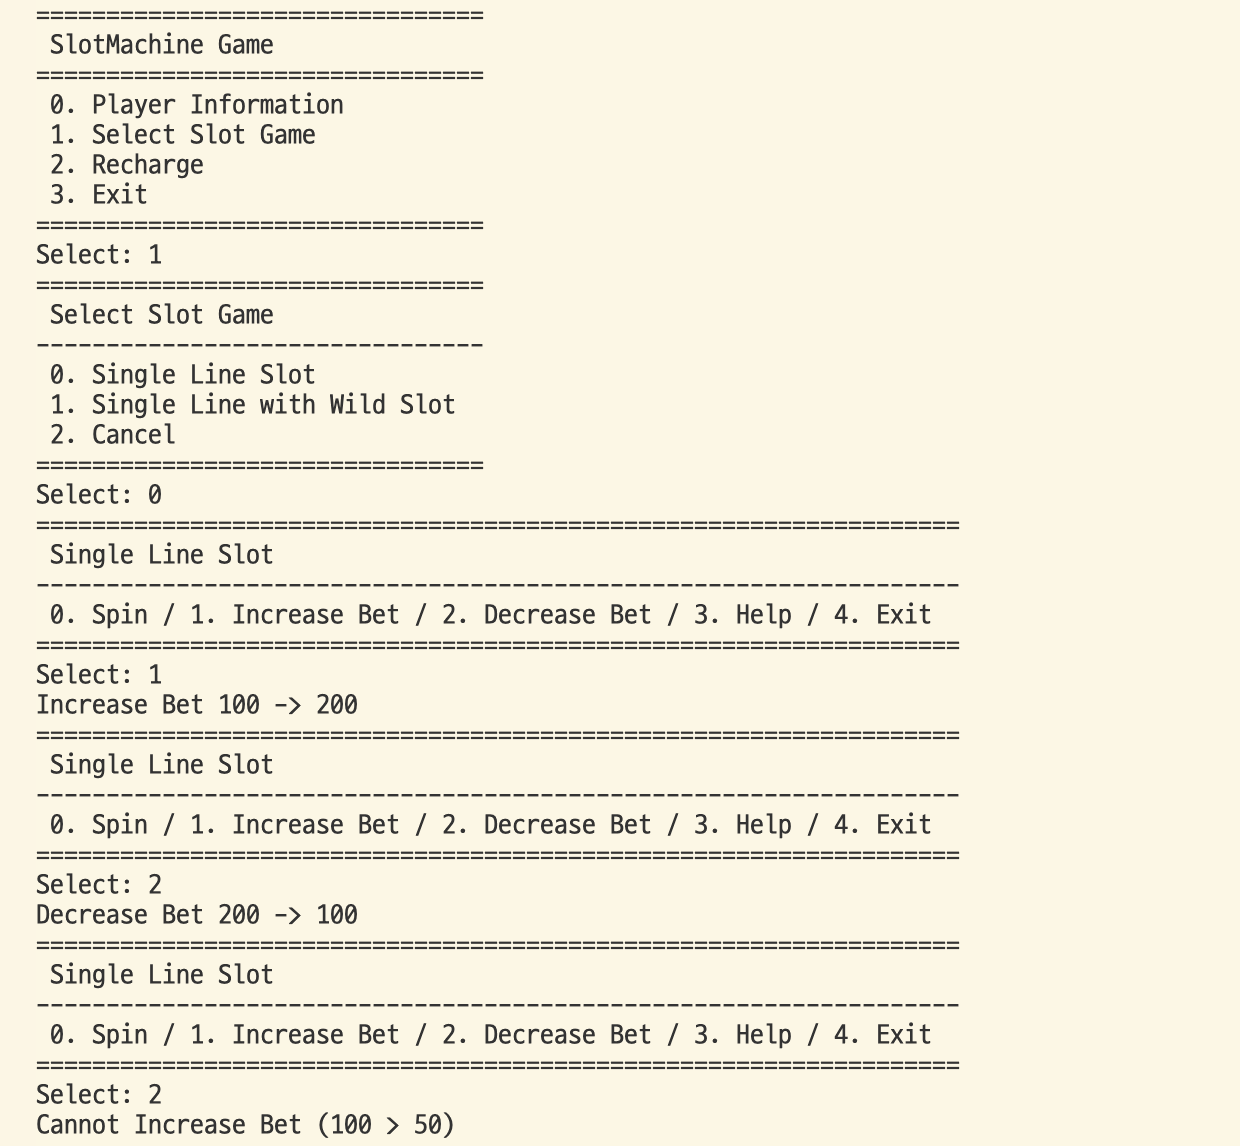 ================================
 SlotMachine Game
================================
 0. Player Information
 1. Select Slot Game
 2. Recharge
 3. Exit
================================
Select: 1
================================
 Select Slot Game
--------------------------------
 0. Single Line Slot
 1. Single Line with Wild Slot
 2. Cancel
================================
Select: 0
==================================================================
 Single Line Slot
------------------------------------------------------------------
 0. Spin / 1. Increase Bet / 2. Decrease Bet / 3. Help / 4. Exit
==================================================================
Select: 1
Increase Bet 100 -> 200
==================================================================
 Single Line Slot
------------------------------------------------------------------
 0. Spin / 1. Increase Bet / 2. Decrease Bet / 3. Help / 4. Exit
==================================================================
Select: 2
Decrease Bet 200 -> 100
==================================================================
 Single Line Slot
------------------------------------------------------------------
 0. Spin / 1. Increase Bet / 2. Decrease Bet / 3. Help / 4. Exit
==================================================================
Select: 2
Cannot Increase Bet (100 > 50)